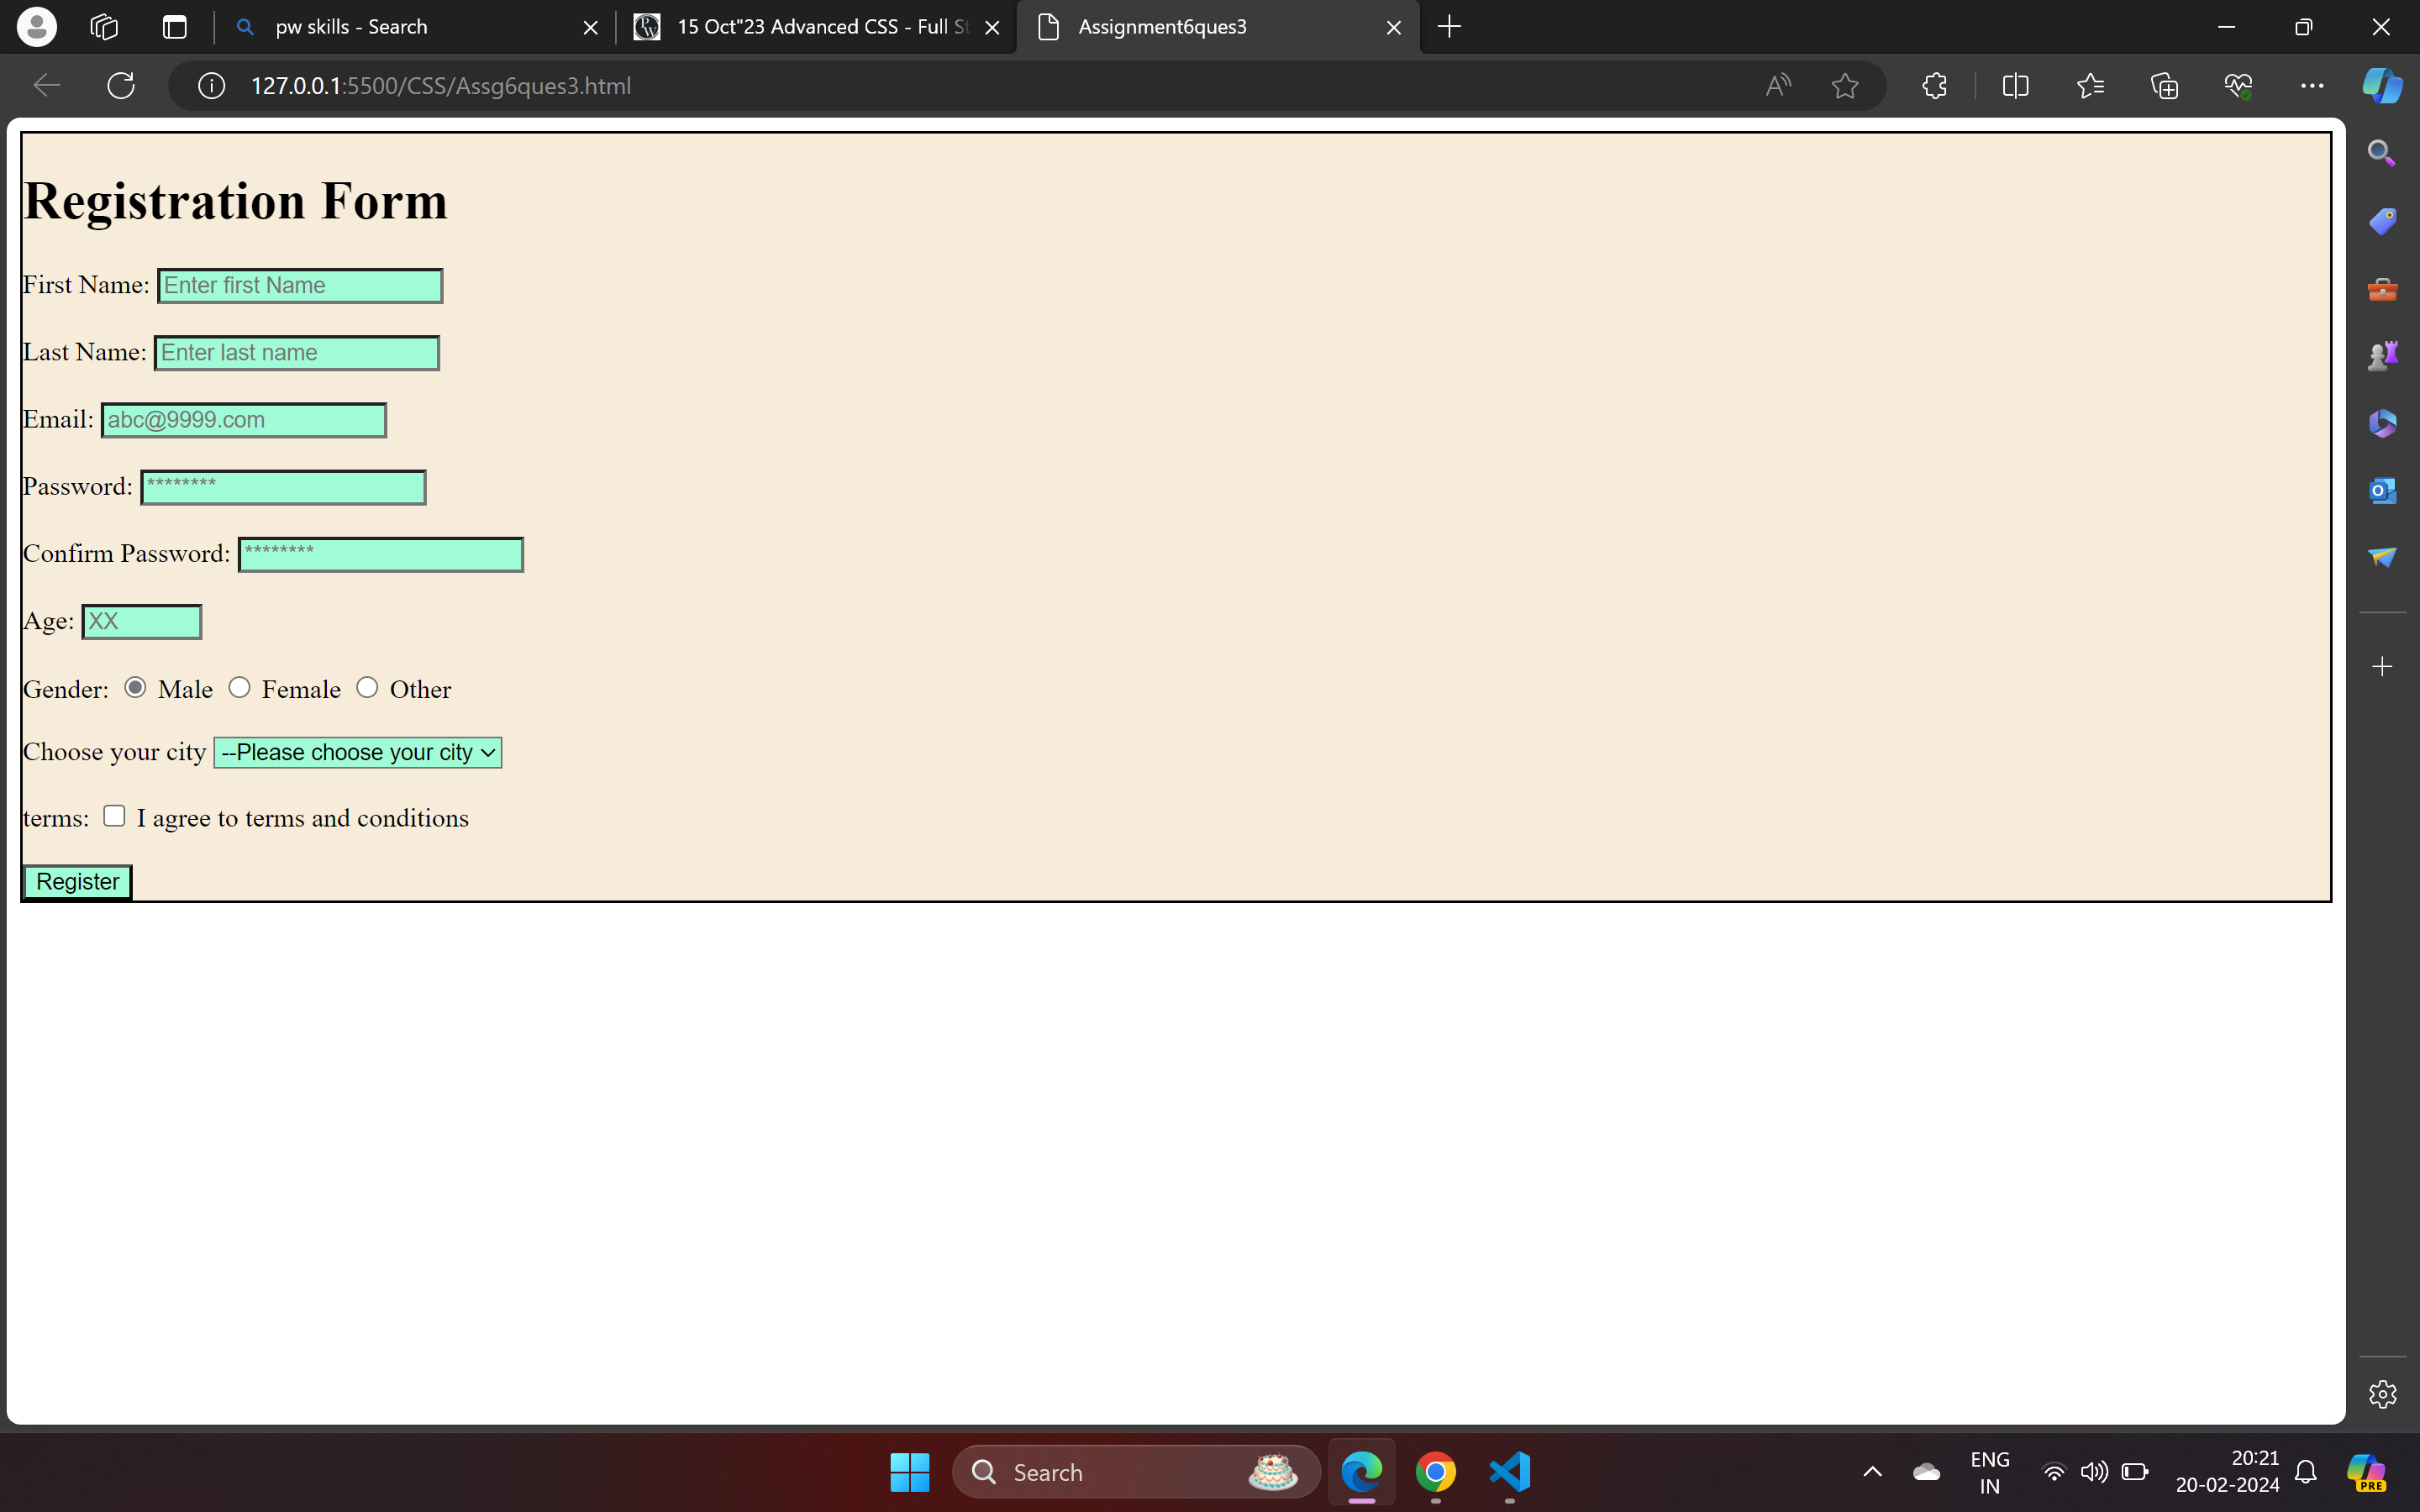 pw skills - Search
15 Oct"23 Advanced CSS - Full St
Assignment6ques3
127.0.0.1:5500/CSS/Assg6ques3.html
Registration Form
First Name: Enter first Name
Last Name: Enter last name
Email: abc@9999.com
Password: ********
Confirm Password: ********
Age: XX
Gender: Male Female Other
Choose your city --Please choose your city
terms: I agree to terms and conditions
Register
Search
ENG
IN
20:21
20-02-2024
PRE